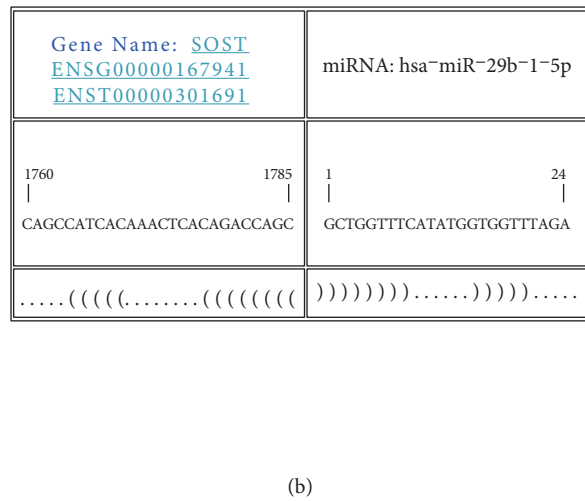 Gene Name: SOST
ENSG00000167941
ENST00000301691
miRNA: hsa-miR-29b-1-5p
1760 1785
CAGCCATCACAAACTCACAGACCAGC
1 24
GCTGGTTTCATATGGTGGTTTAGA
. . . . . ( ( ( ( ( . . . . . . . . ( ( ( ( ( ( ( (
) ) ) ) ) ) ) ) . . . . . . ) ) ) ) ) . . . . .
(b)